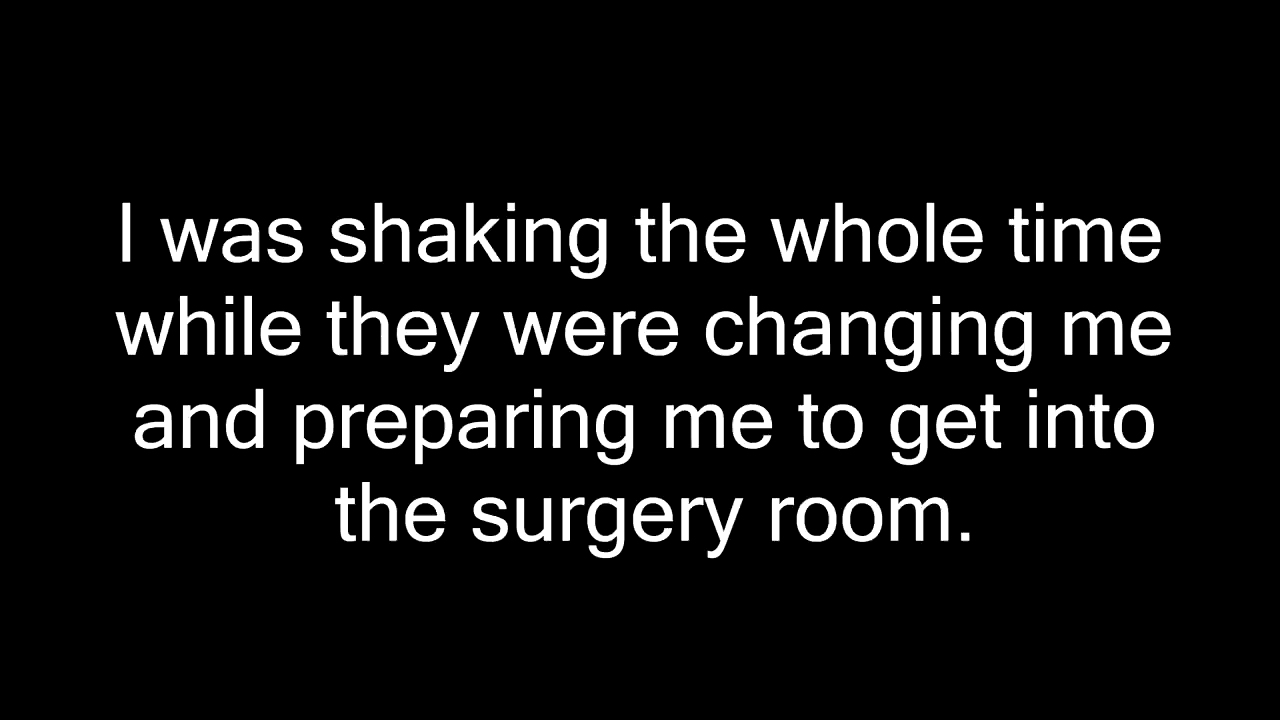 I was shaking the whole time
while they were changing me
and preparing me to get into
the surgery room.